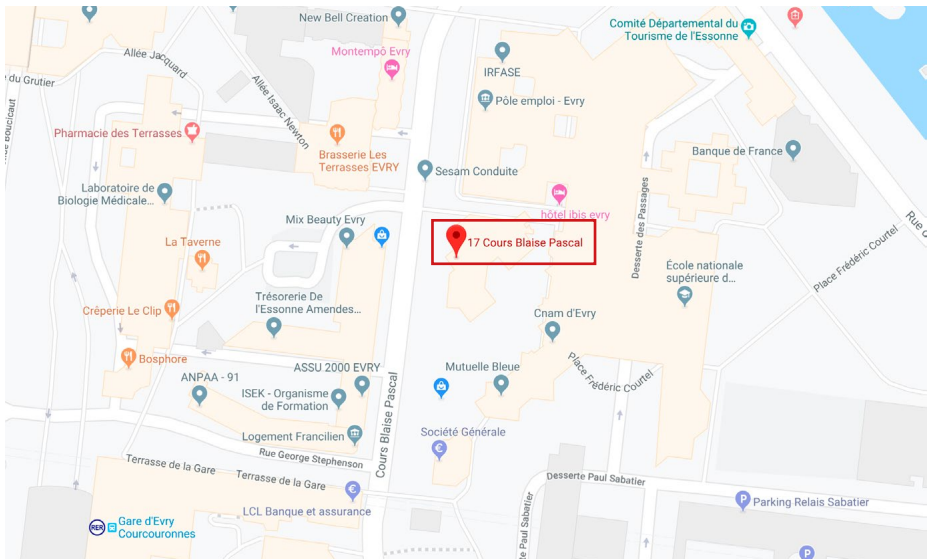 New Bell Creation
Comité Départemental du
Tourisme de l'Essonne
Montempô Evry
Allée Jacquard
IRFASE
du Grutier
Allée Isaac Newton
Pôle emploi - Evry
Boucicaut
Pharmacie des Terrasses
Brasserie Les
Terrasses EVRY
Banque de France
Sesam Conduite
Laboratoire de
Biologie Médicale...
hôtel ibis evry
Mix Beauty Evry
Desserte des Passages
La Taverne
17 Cours Blaise Pascal
Place Frédéric Courtel
École nationale
supérieure d...
Trésorerie De
l'Essonne Amendes...
Crêperie Le Clip
Cnam d'Evry
Bosphore
ASSU 2000 EVRY
Mutuelle Bleue
Place Frédéric Courtel
ANPAA - 91
ISEK - Organisme
de Formation
Cours Blaise Pascal
Logement Francilien
Société Générale
Rue George Stephenson
Terrasse de la Gare
Terrasse de la Gare
Desserte Paul Sabatier
LCL Banque et assurance
P
Parking Relais Sabatier
RER
Gare d'Evry
Courcouronnes
Paul Sabatier
P